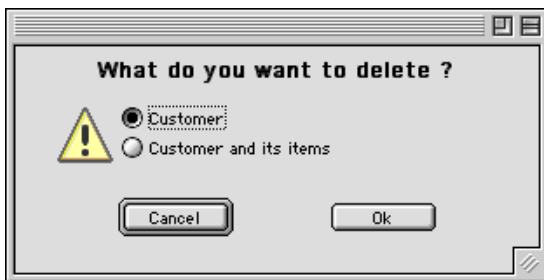 What do you want to delete ?
Customer
Customer and its items
Cancel Ok